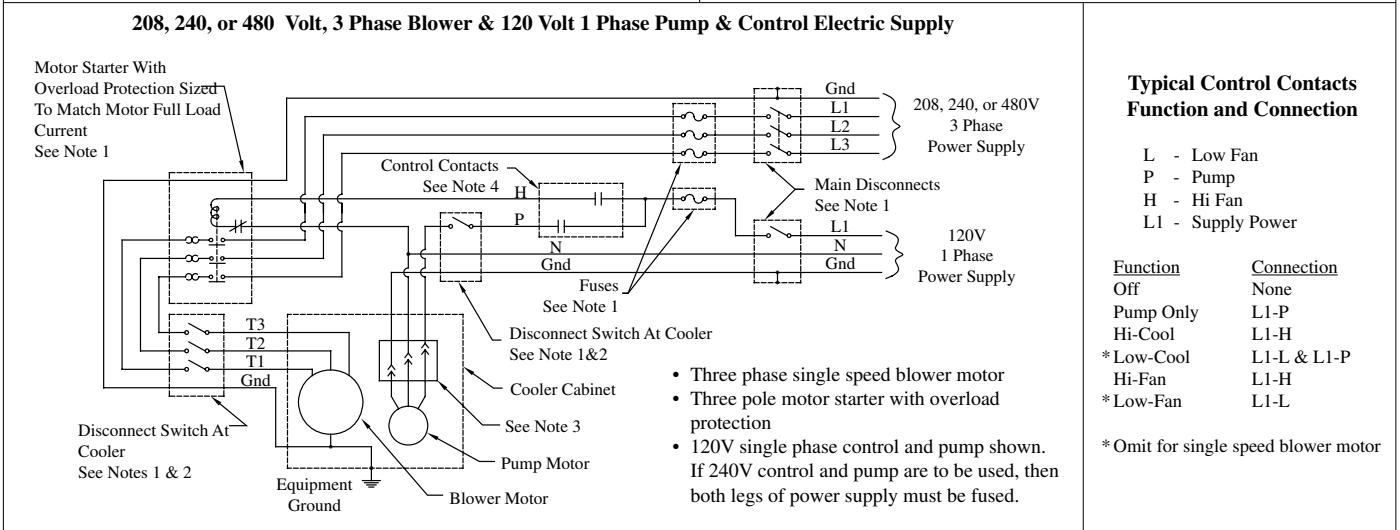 208, 240, or 480 Volt, 3 Phase Blower & 120 Volt 1 Phase Pump & Control Electric Supply
Motor Starter With
Overload Protection Sized
To Match Motor Full Load
Current
See Note 1
Gnd
L1
L2
L3
208, 240, or 480V
3 Phase
Power Supply
Control Contacts
See Note 4
H
P
N
Gnd
Main Disconnects
See Note 1
L1
N
Gnd
120V
1 Phase
Power Supply
Fuses
See Note 1
Disconnect Switch At Cooler
See Note 1&2
T3
T2
T1
Gnd
Cooler Cabinet
See Note 3
Pump Motor
Blower Motor
Equipment
Ground
Disconnect Switch At
Cooler
See Notes 1 & 2
• Three phase single speed blower motor
• Three pole motor starter with overload
protection
• 120V single phase control and pump shown.
If 240V control and pump are to be used, then
both legs of power supply must be fused.
Typical Control Contacts
Function and Connection
L - Low Fan
P - Pump
H - Hi Fan
L1 - Supply Power
Function Connection
Off None
Pump Only L1-P
Hi-Cool L1-H
* Low-Cool L1-L & L1-P
Hi-Fan L1-H
* Low-Fan L1-L
* Omit for single speed blower motor